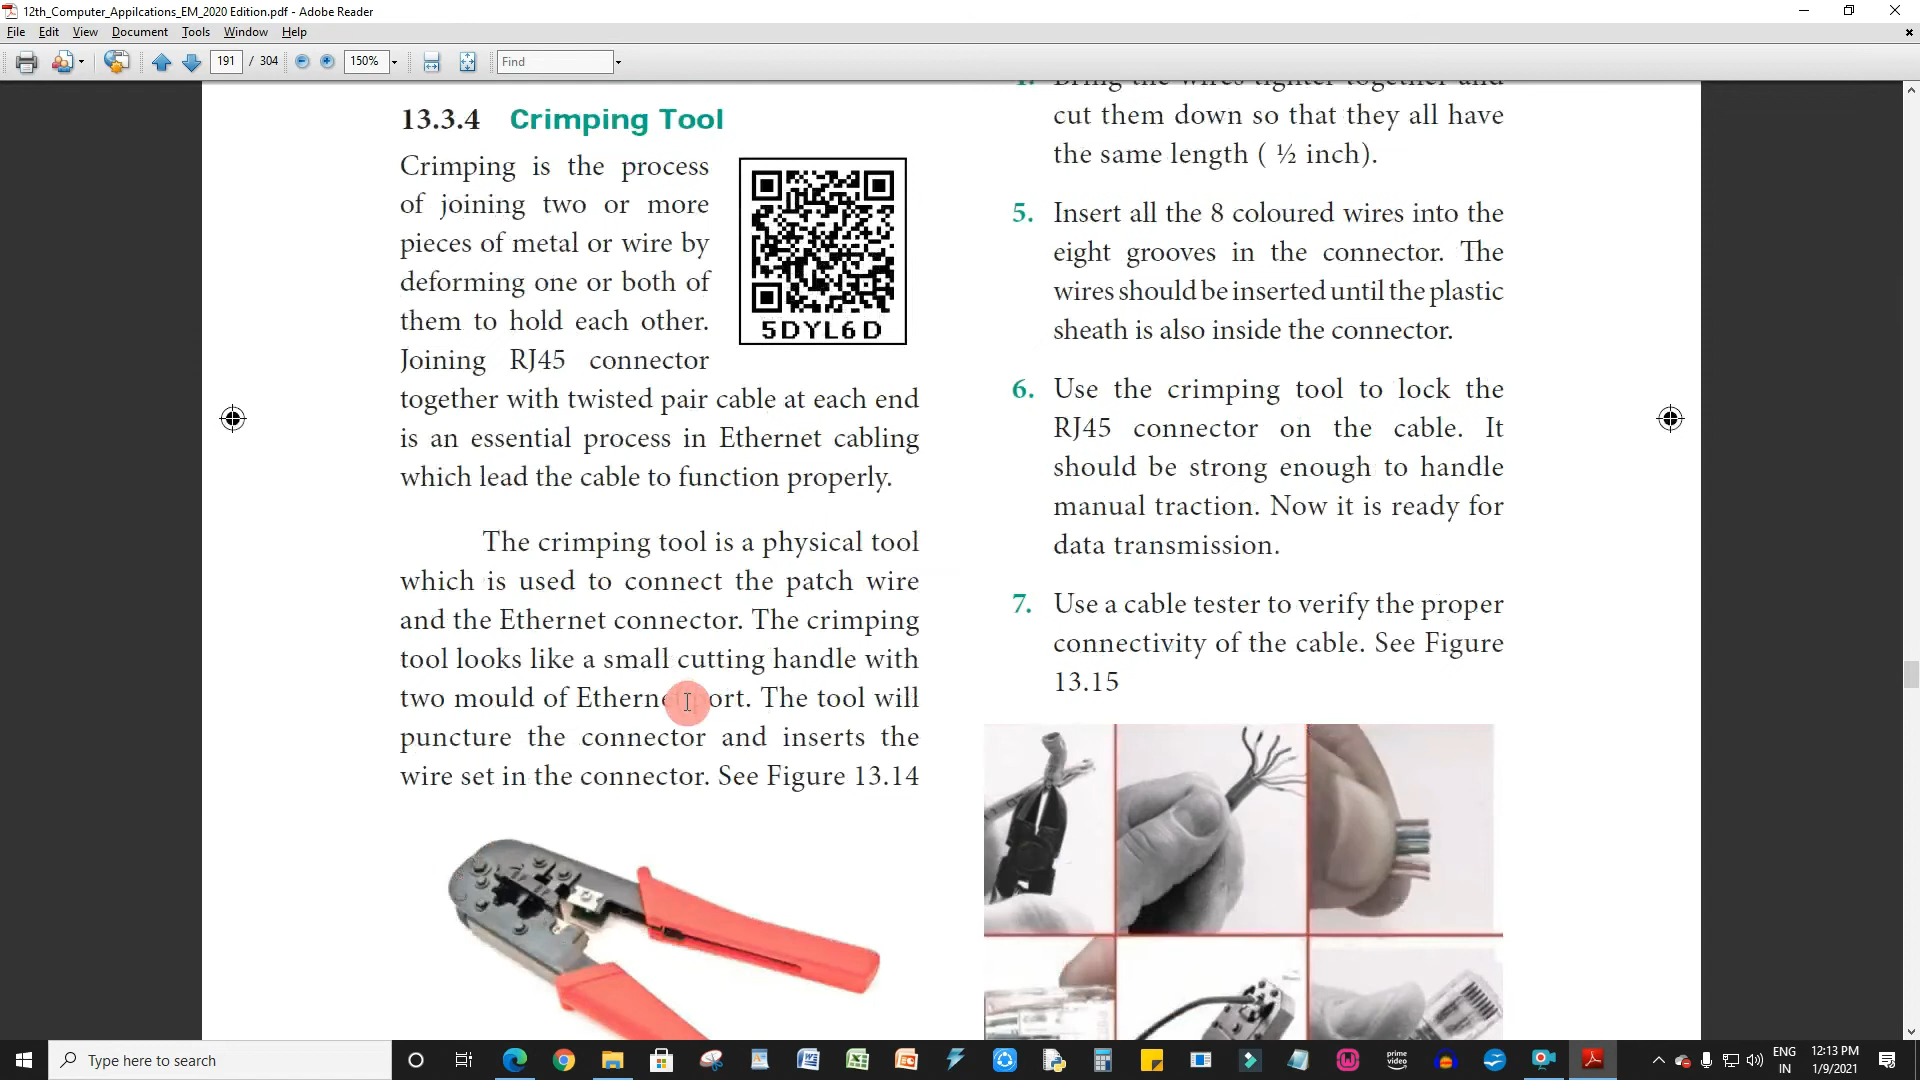 12th_Computer_Appilcations_EM_2020 Edition.pdf - Adobe Reader
File Edit View Document Tools Window Help
191 / 304 150% Find
13.3.4 Crimping Tool
Crimping is the process
of joining two or more
pieces of metal or wire by
deforming one or both of
them to hold each other.
Joining RJ45 connector
together with twisted pair cable at each end
is an essential process in Ethernet cabling
which lead the cable to function properly.
5DYL6D
The crimping tool is a physical tool
which is used to connect the patch wire
and the Ethernet connector. The crimping
tool looks like a small cutting handle with
two mould of Ethernet port. The tool will
puncture the connector and inserts the
wire set in the connector. See Figure 13.14
4. Bring the wires tighter together and
cut them down so that they all have
the same length ( ½ inch).
5. Insert all the 8 coloured wires into the
eight grooves in the connector. The
wires should be inserted until the plastic
sheath is also inside the connector.
6. Use the crimping tool to lock the
RJ45 connector on the cable. It
should be strong enough to handle
manual traction. Now it is ready for
data transmission.
7. Use a cable tester to verify the proper
connectivity of the cable. See Figure
13.15
Type here to search
prime
video
ENG
IN
12:13 PM
1/9/2021